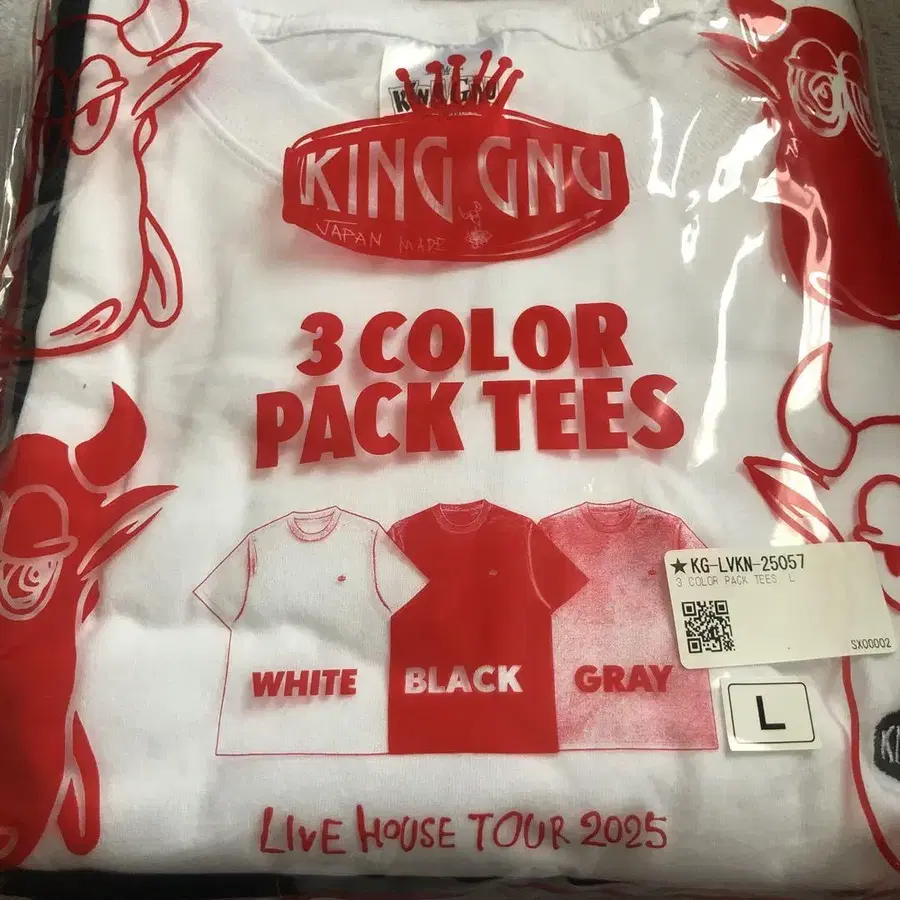 KING GNU
KING GNU
JAPAN MADE
3 COLOR
PACK TEES
★KG-LVKN-25057
3 COLOR PACK TEES L
SX00002
WHITE
BLACK
GRAY
L
LIVE HOUSE TOUR 2025